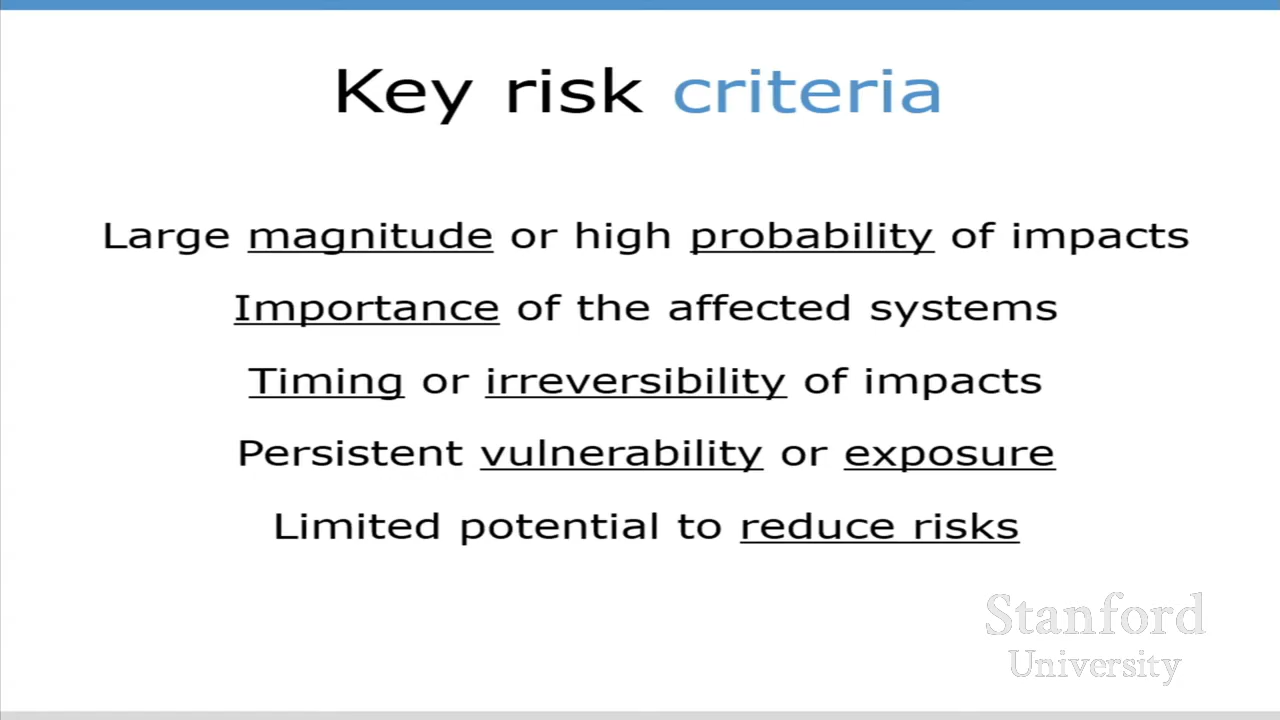 Key risk criteria
Large magnitude or high probability of impacts
Importance of the affected systems
Timing or irreversibility of impacts
Persistent vulnerability or exposure
Limited potential to reduce risks
Stanford
University